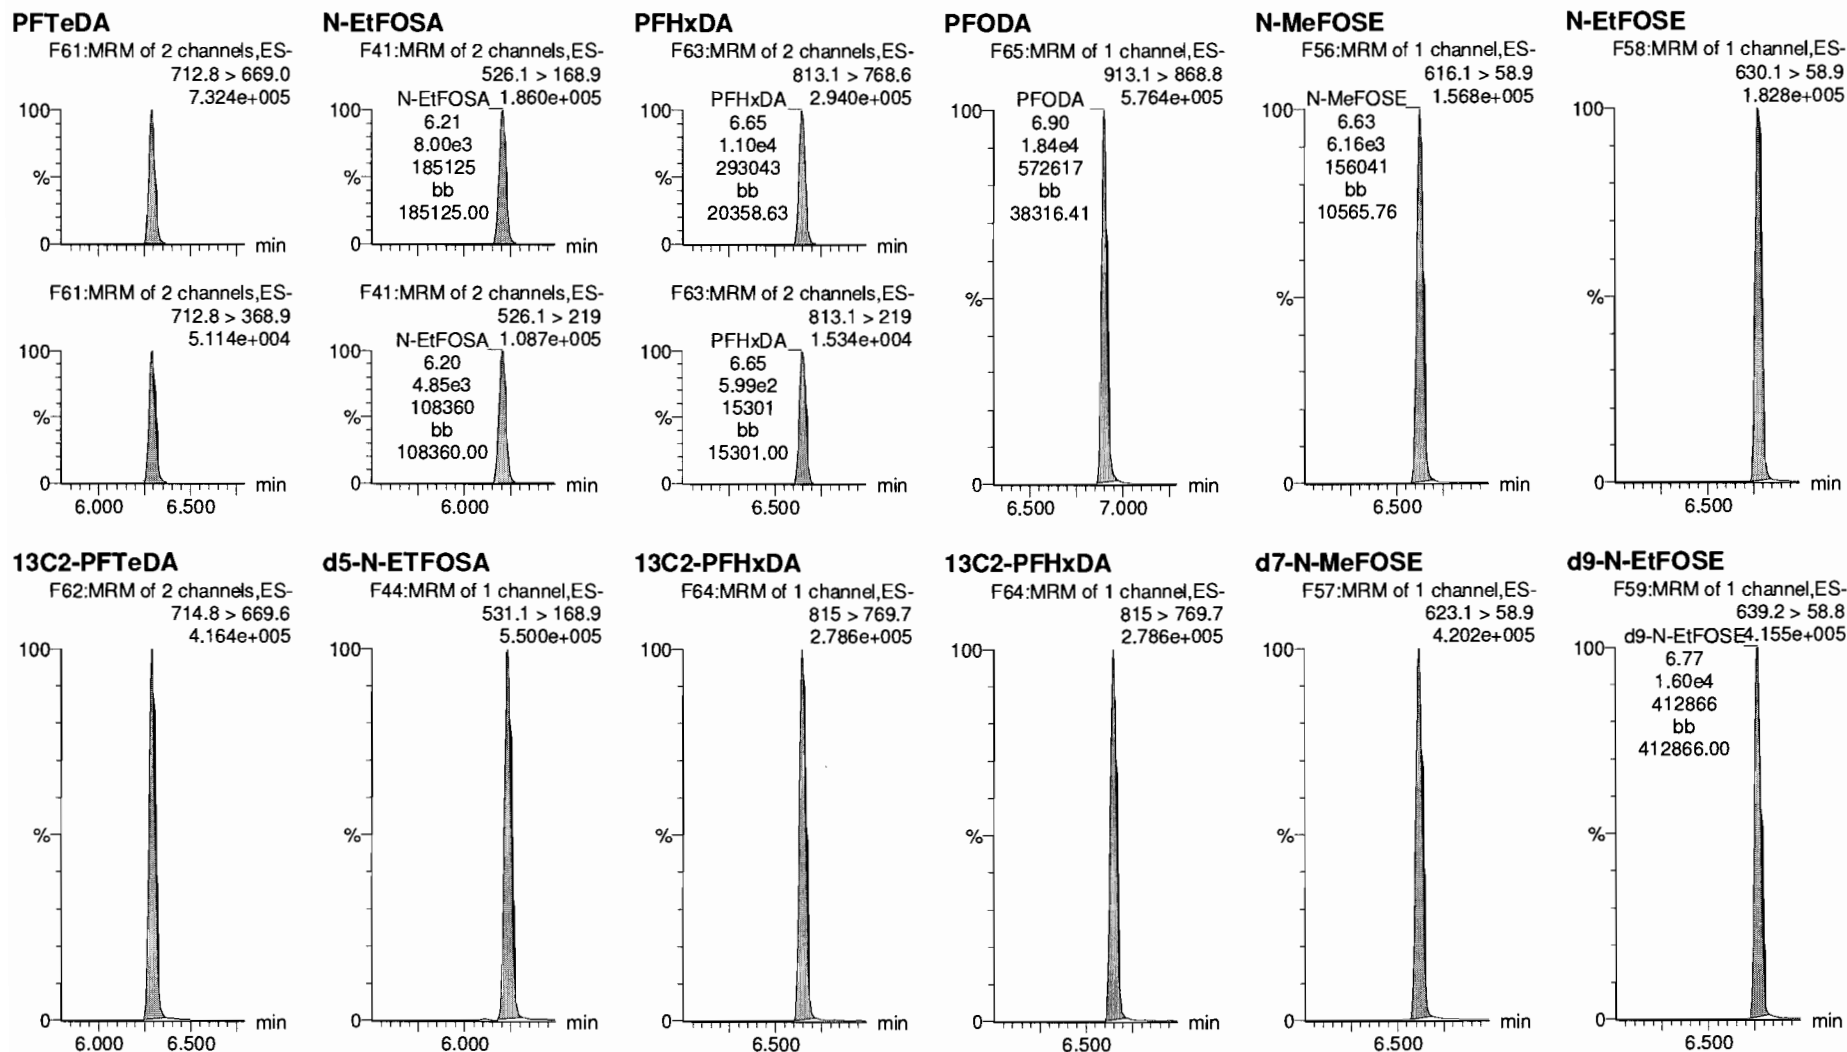 PFTeDA
F61:MRM of 2 channels,ES-
712.8 > 669.0
7.324e+005
100
%
0
min
F61:MRM of 2 channels,ES-
712.8 > 368.9
5.114e+004
100
%
0
min
6.000 6.500
N-EtFOSA
F41:MRM of 2 channels,ES-
526.1 > 168.9
N-EtFOSA 1.860e+005
100
6.21
8.00e3
185125
bb
185125.00
%
0
min
F41:MRM of 2 channels,ES-
526.1 > 219
N-EtFOSA 1.087e+005
100
6.20
4.85e3
108360
bb
108360.00
%
0
min
6.000
PFHxDA
F63:MRM of 2 channels,ES-
813.1 > 768.6
PFHxDA 2.940e+005
100
6.65
1.10e4
293043
bb
20358.63
%
0
min
F63:MRM of 2 channels,ES-
813.1 > 219
PFHxDA 1.534e+004
100
6.65
5.99e2
15301
bb
15301.00
%
0
min
6.500
PFODA
F65:MRM of 1 channel,ES-
913.1 > 868.8
PFODA 5.764e+005
100
6.90
1.84e4
572617
bb
38316.41
%
0
min
6.500 7.000
N-MeFOSE
F56:MRM of 1 channel,ES-
616.1 > 58.9
N-MeFOSE 1.568e+005
100
6.63
6.16e3
156041
bb
10565.76
%
0
min
6.500
N-EtFOSE
F58:MRM of 1 channel,ES-
630.1 > 58.9
1.828e+005
100
%
0
min
6.500
13C2-PFTeDA
F62:MRM of 2 channels,ES-
714.8 > 669.6
4.164e+005
100
%
0
min
6.000 6.500
d5-N-ETFOSA
F44:MRM of 1 channel,ES-
531.1 > 168.9
5.500e+005
100
%
0
min
6.000
13C2-PFHxDA
F64:MRM of 1 channel,ES-
815 > 769.7
2.786e+005
100
%
0
min
6.500
13C2-PFHxDA
F64:MRM of 1 channel,ES-
815 > 769.7
2.786e+005
100
%
0
min
6.500
d7-N-MeFOSE
F57:MRM of 1 channel,ES-
623.1 > 58.9
4.202e+005
100
%
0
min
6.500
d9-N-EtFOSE
F59:MRM of 1 channel,ES-
639.2 > 58.8
d9-N-EtFOSE 4.155e+005
100
6.77
1.60e4
412866
bb
412866.00
%
0
min
6.500